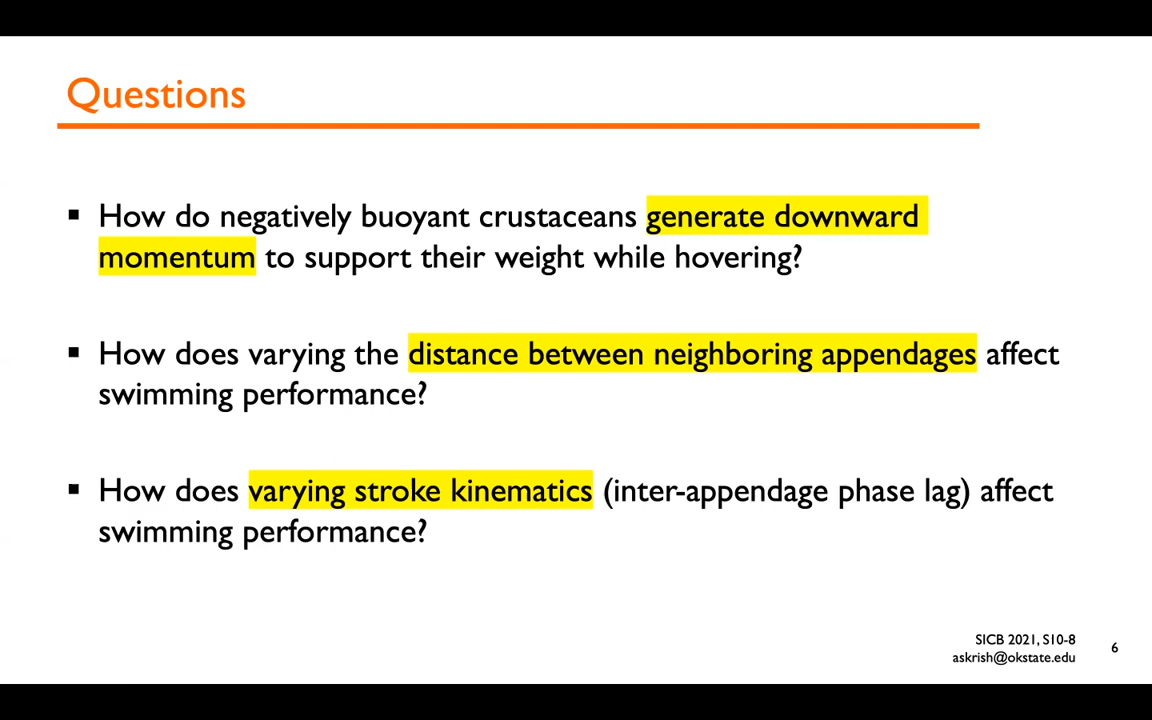 Questions
▪ How do negatively buoyant crustaceans generate downward
momentum to support their weight while hovering?
▪ How does varying the distance between neighboring appendages affect
swimming performance?
▪ How does varying stroke kinematics (inter-appendage phase lag) affect
swimming performance?
SICB 2021, S10-8
askrish@okstate.edu
6